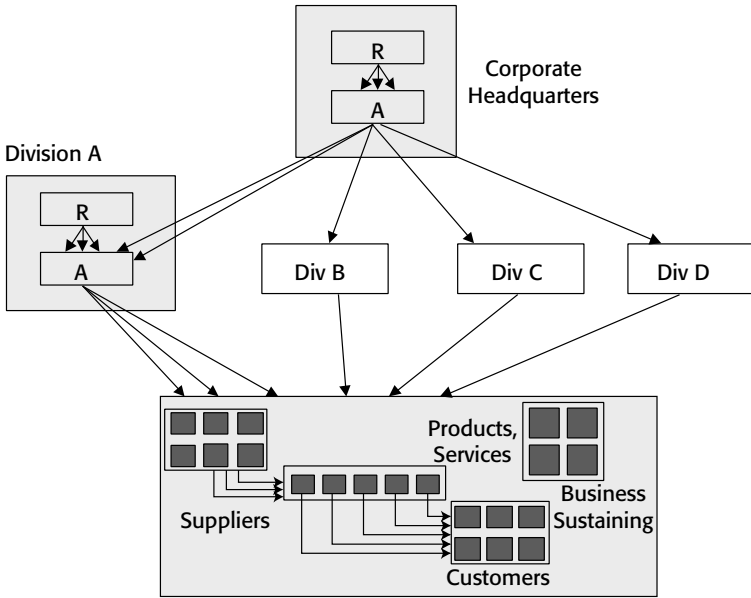 R
A
Corporate
Headquarters
Division A
R
A
Div B
Div C
Div D
Products,
Services
Suppliers
Business
Sustaining
Customers